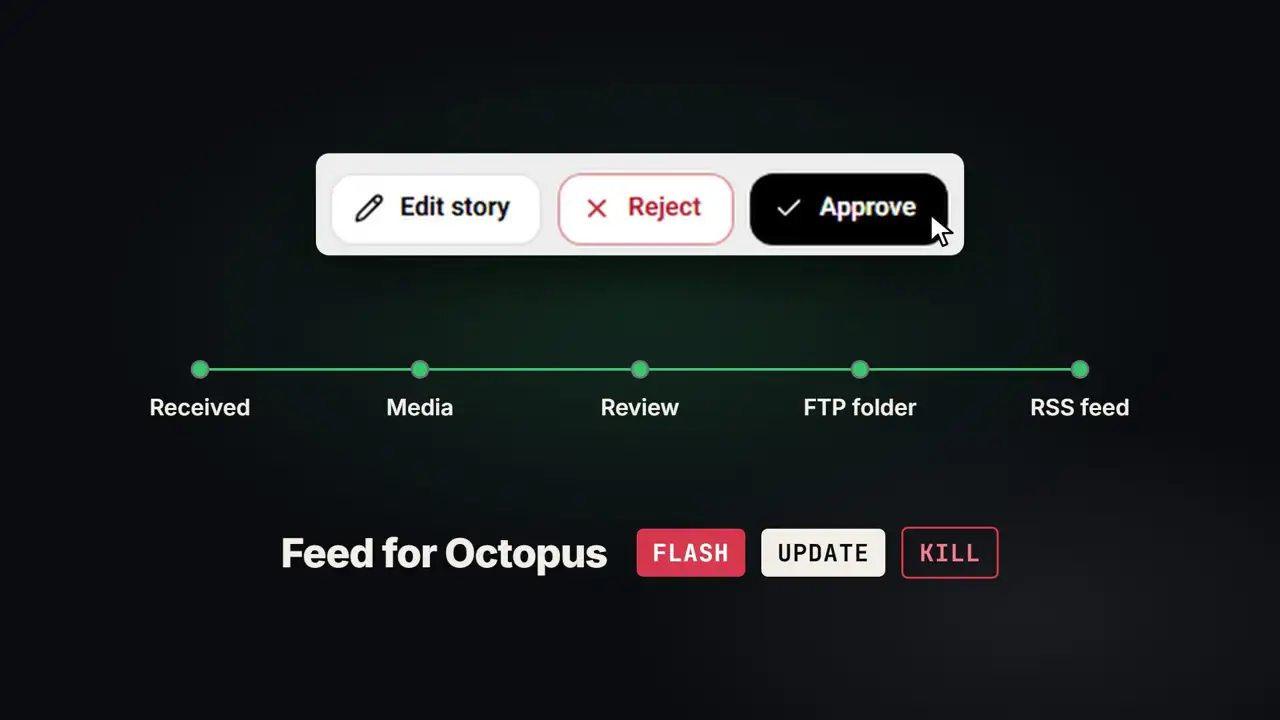 Edit story Reject Approve
Received Media Review FTP folder RSS feed
Feed for Octopus FLASH UPDATE KILL